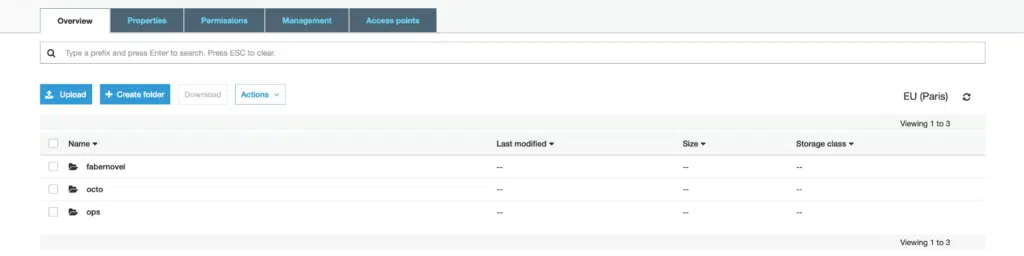 Overview Properties Permissions Management Access points
Type a prefix and press Enter to search. Press ESC to clear.
Upload Create folder Download Actions EU (Paris)
Viewing 1 to 3
Name Last modified Size Storage class
fabernovel -- -- --
octo -- -- --
ops -- -- --
Viewing 1 to 3